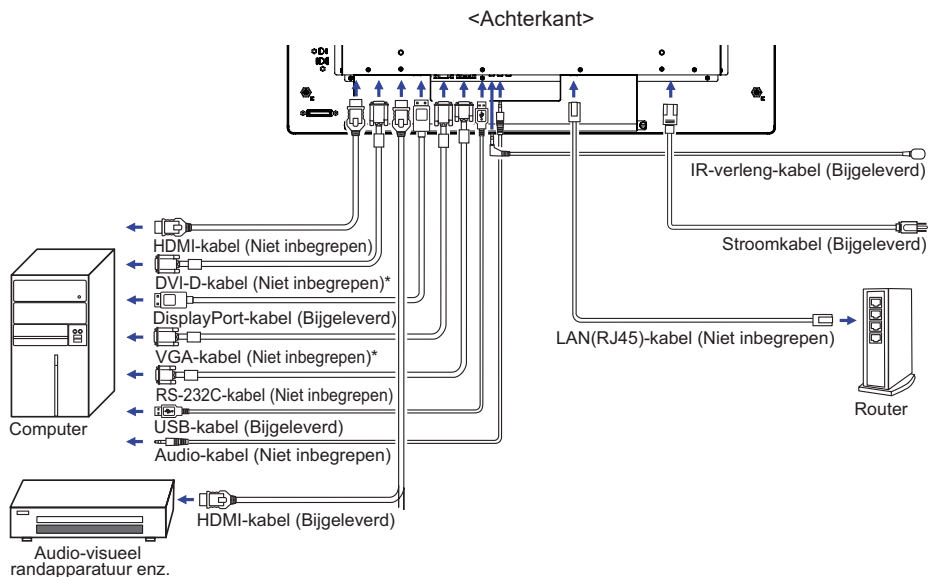 <Achterkant>
IR-verleng-kabel (Bijgeleverd)
Stroomkabel (Bijgeleverd)
HDMI-kabel (Niet inbegrepen)
DVI-D-kabel (Niet inbegrepen)*
DisplayPort-kabel (Bijgeleverd)
VGA-kabel (Niet inbegrepen)*
LAN(RJ45)-kabel (Niet inbegrepen)
RS-232C-kabel (Niet inbegrepen)
Router
Computer
USB-kabel (Bijgeleverd)
Audio-kabel (Niet inbegrepen)
HDMI-kabel (Bijgeleverd)
Audio-visueel
randapparatuur enz.